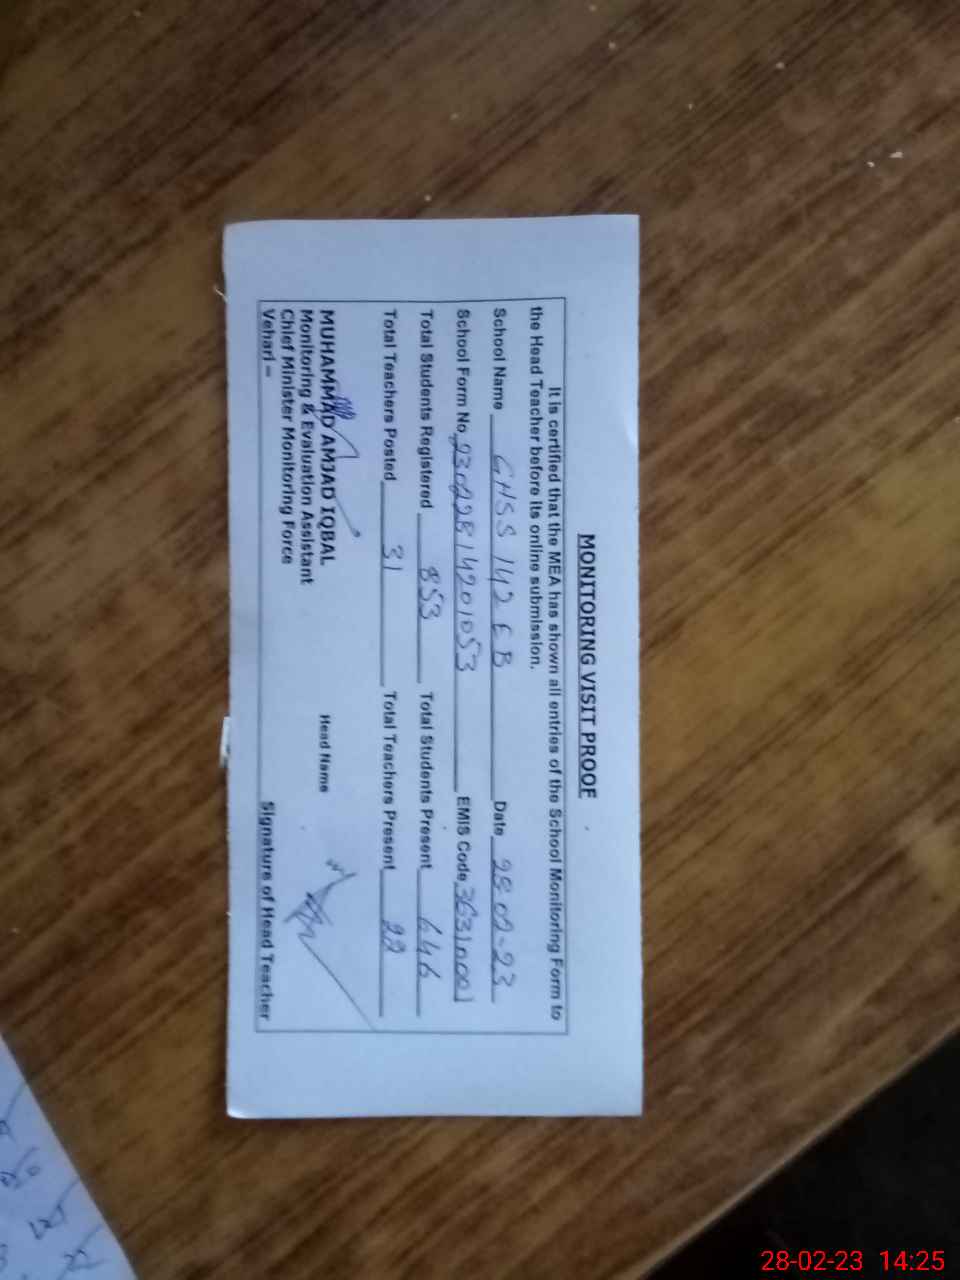 MONITORING VISIT PROOF
It is certified that the MEA has shown all entries of the School Monitoring Form to
the Head Teacher before its online submission.
School Name GHSS 142 EB Date 28-02-23
School Form No. 23022814201053 EMIS Code 36310001
Total Students Registered 853 Total Students Present 646
Total Teachers Posted 31 Total Teachers Present 22
MUHAMMAD AMJAD IQBAL Head Name
Monitoring & Evaluation Assistant
Chief Minister Monitoring Force
Vehari – Signature of Head Teacher
28-02-23 14:25